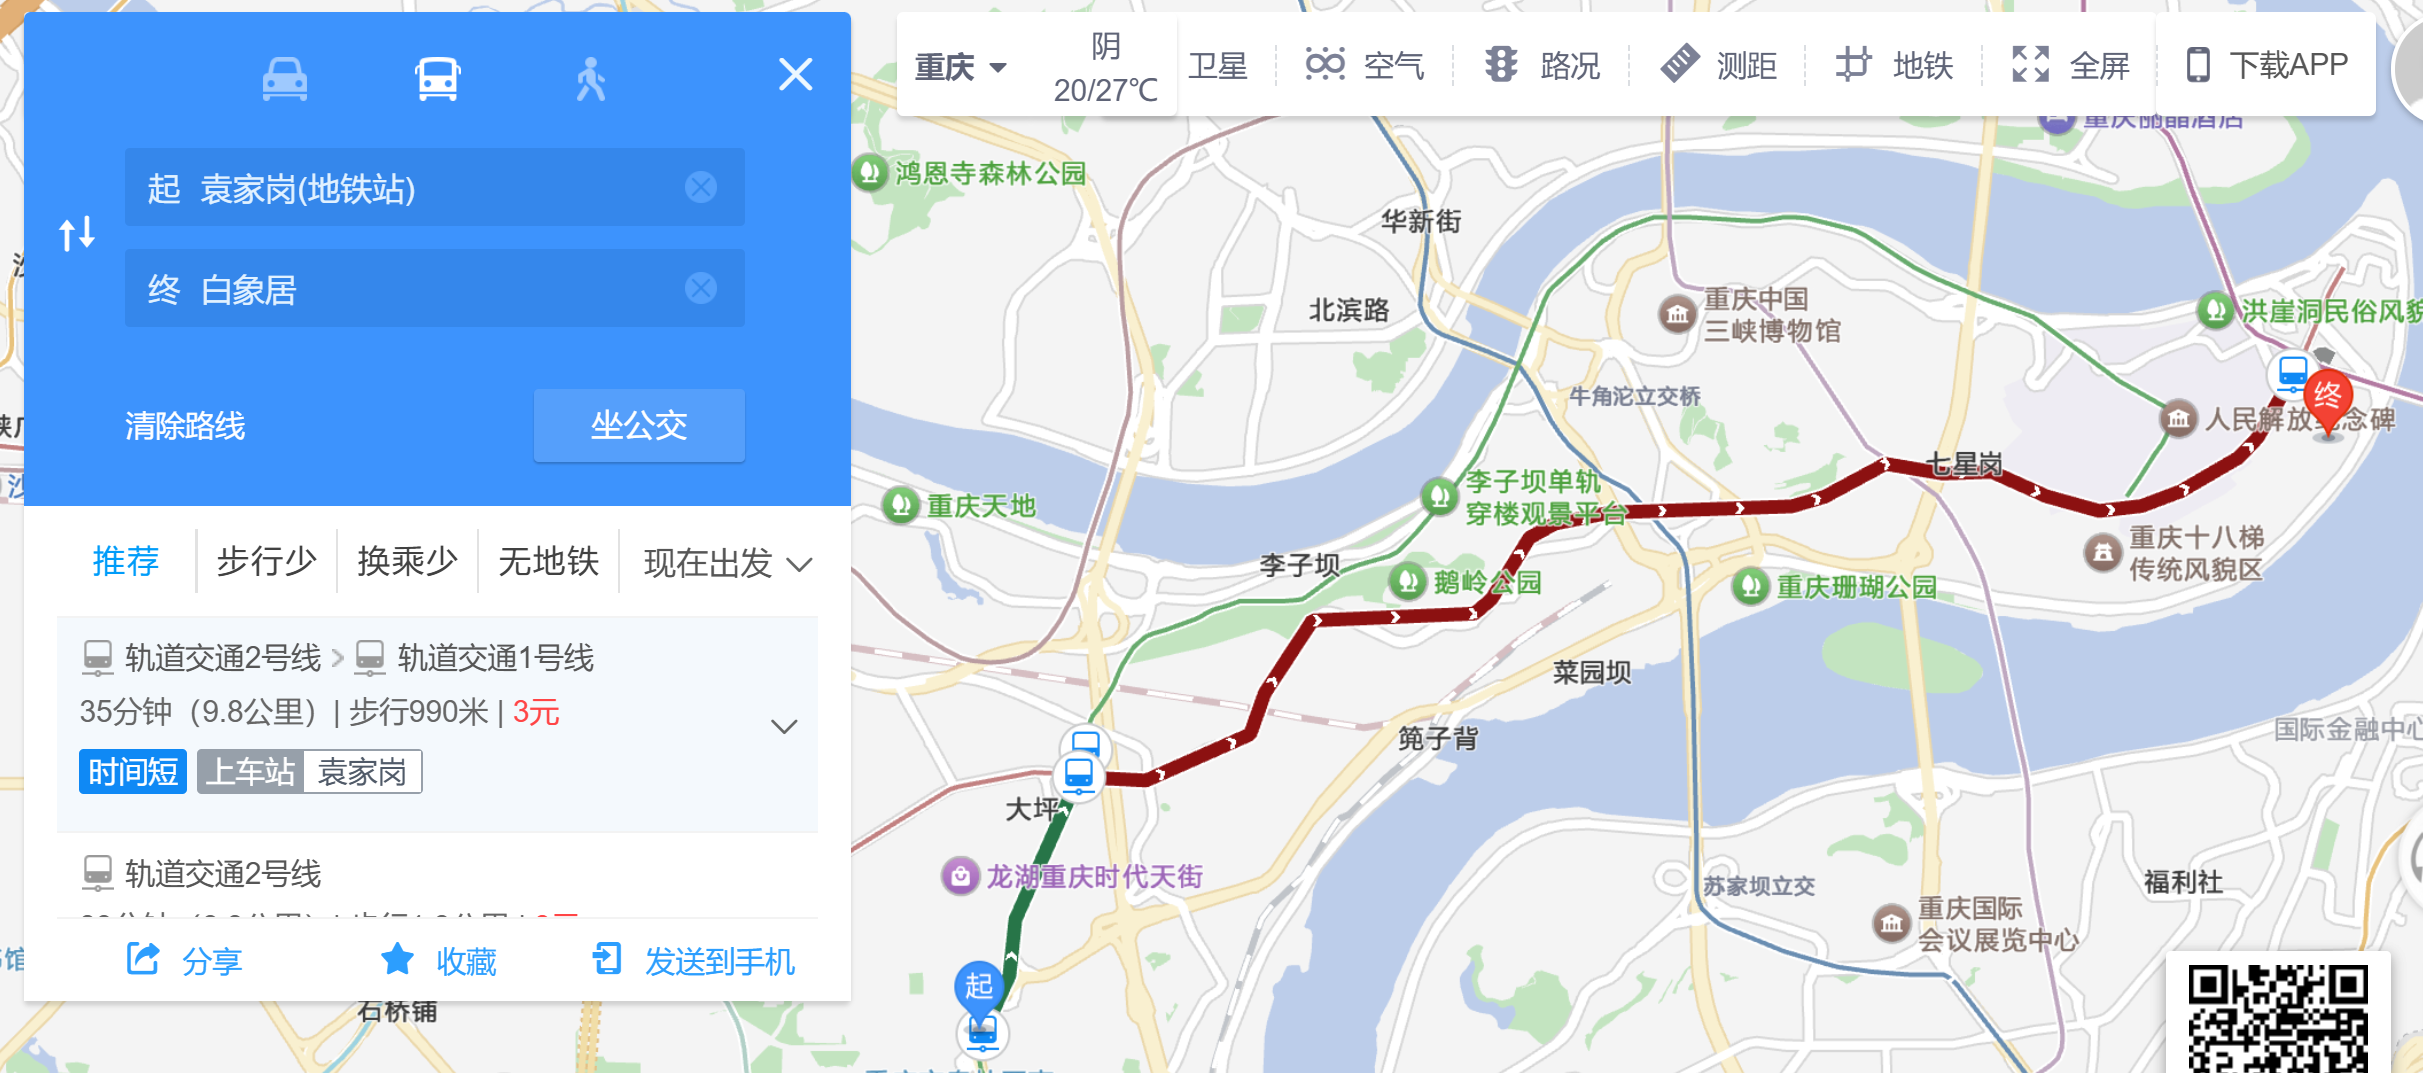 起 袁家岗(地铁站)
终 白象居
清除路线
坐公交
推荐
步行少
换乘少
无地铁
现在出发
轨道交通2号线 > 轨道交通1号线
35分钟（9.8公里）| 步行990米 | 3元
时间短
上车站 袁家岗
轨道交通2号线
分享
收藏
发送到手机
石桥铺
重庆
阴
20/27℃
卫星
空气
路况
测距
地铁
全屏
下载APP
重庆丽晶酒店
鸿恩寺森林公园
华新街
北滨路
重庆中国
三峡博物馆
洪崖洞民俗风貌
牛角沱立交桥
终
人民解放纪念碑
七星岗
李子坝单轨
穿楼观景平台
重庆天地
李子坝
鹅岭公园
重庆珊瑚公园
重庆十八梯
传统风貌区
菜园坝
国际金融中心
兜子背
大坪
龙湖重庆时代天街
苏家坝立交
福利社
重庆国际
会议展览中心
起